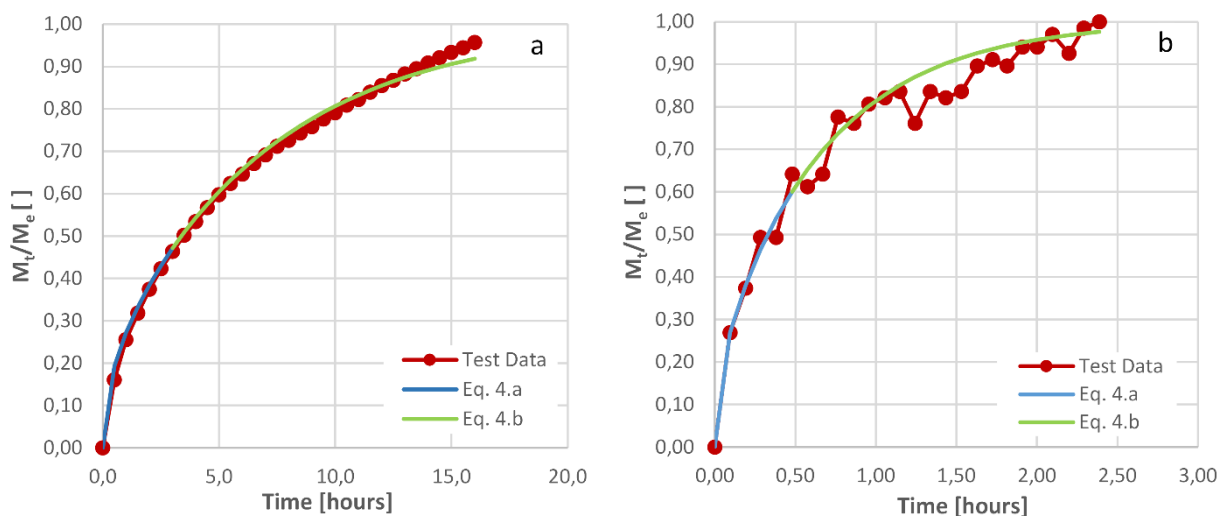 a
1,00
0,90
0,80
0,70
0,60
0,50
0,40
0,30
0,20
0,10
0,00
M_t/M_e [ ]
Test Data
Eq. 4.a
Eq. 4.b
0,0 5,0 10,0 15,0 20,0
Time [hours]
b
1,00
0,90
0,80
0,70
0,60
0,50
0,40
0,30
0,20
0,10
0,00
M_t/M_e [ ]
Test Data
Eq. 4.a
Eq. 4.b
0,00 0,50 1,00 1,50 2,00 2,50 3,00
Time [hours]